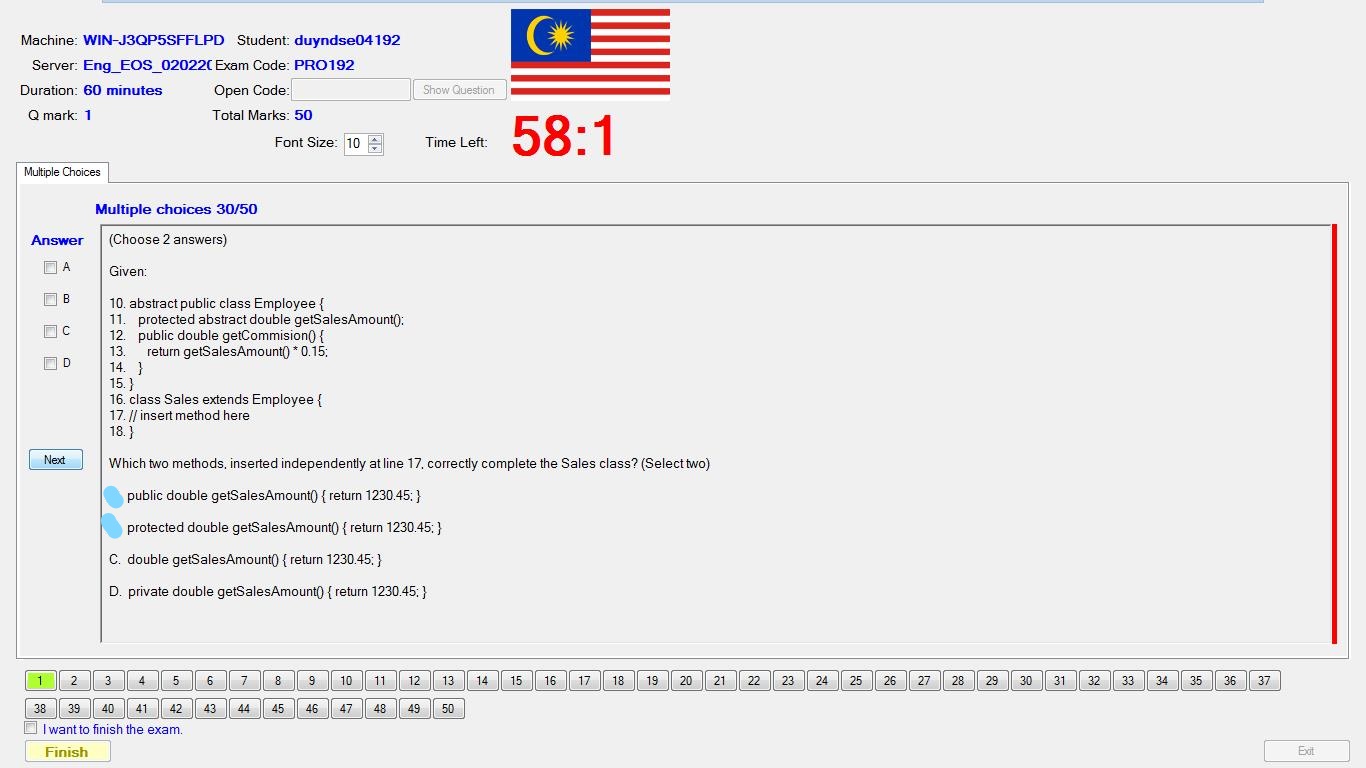 Machine: WIN-J3QP5SFFLPD Student: duyndse04192
Server: Eng_EOS_020220 Exam Code: PRO192
Duration: 60 minutes Open Code: Show Question
Q mark: 1 Total Marks: 50
Font Size: 10 Time Left: 58:1
Multiple Choices
Multiple choices 30/50
Answer
A
B
C
D
Next
(Choose 2 answers)
Given:
10. abstract public class Employee {
11. protected abstract double getSalesAmount();
12. public double getCommision() {
13. return getSalesAmount() * 0.15;
14. }
15. }
16. class Sales extends Employee {
17. // insert method here
18. }
Which two methods, inserted independently at line 17, correctly complete the Sales class? (Select two)
public double getSalesAmount() { return 1230.45; }
protected double getSalesAmount() { return 1230.45; }
C. double getSalesAmount() { return 1230.45; }
D. private double getSalesAmount() { return 1230.45; }
1 2 3 4 5 6 7 8 9 10 11 12 13 14 15 16 17 18 19 20 21 22 23 24 25 26 27 28 29 30 31 32 33 34 35 36 37
38 39 40 41 42 43 44 45 46 47 48 49 50
I want to finish the exam.
Finish Exit